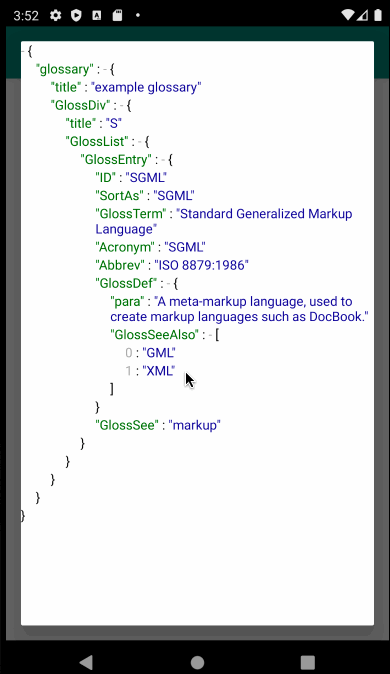 3:52
- {
"glossary" : - {
"title" : "example glossary"
"GlossDiv" : - {
"title" : "S"
"GlossList" : - {
"GlossEntry" : - {
"ID" : "SGML"
"SortAs" : "SGML"
"GlossTerm" : "Standard Generalized Markup
Language"
"Acronym" : "SGML"
"Abbrev" : "ISO 8879:1986"
"GlossDef" : - {
"para" : "A meta-markup language, used to
create markup languages such as DocBook."
"GlossSeeAlso" : - [
0 : "GML"
1 : "XML"
]
}
"GlossSee" : "markup"
}
}
}
}
}